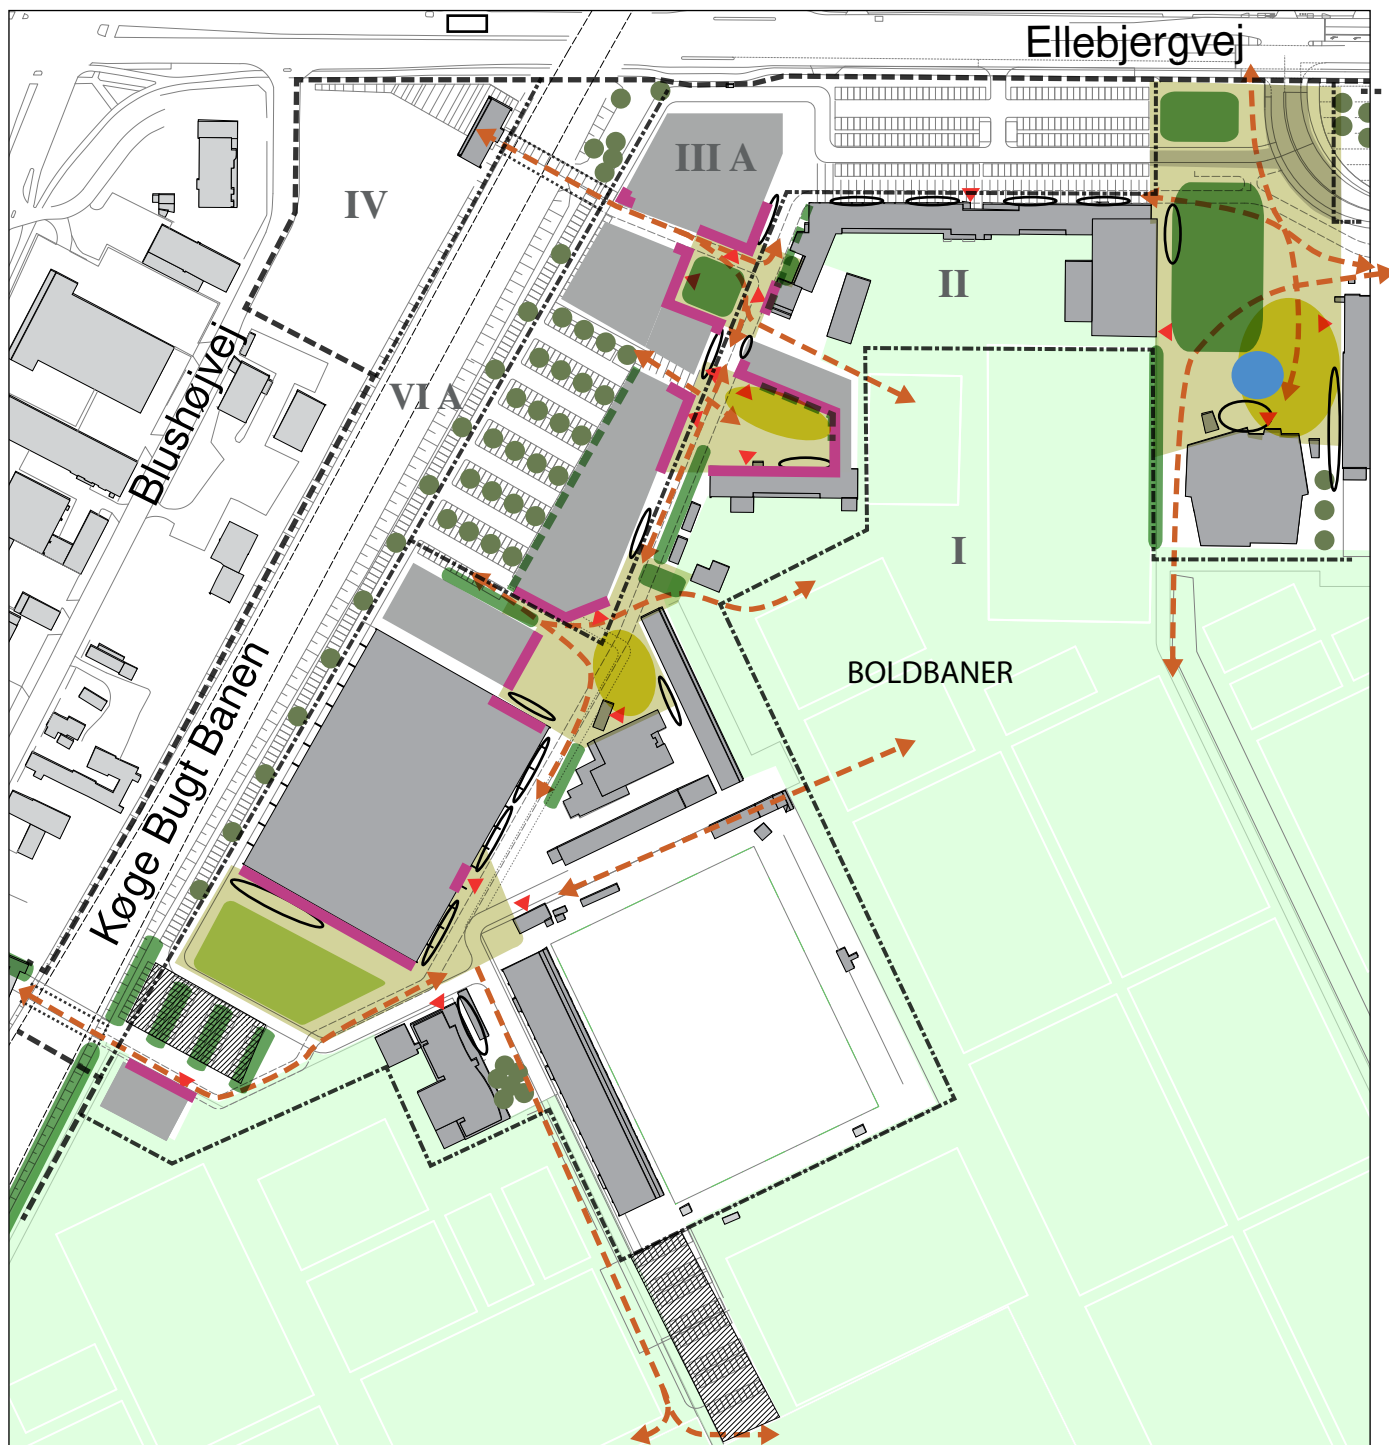 Ellebjergvej
III A
IV
II
VI A
Blushøjvej
I
BOLDBANER
Køge Bugt Banen